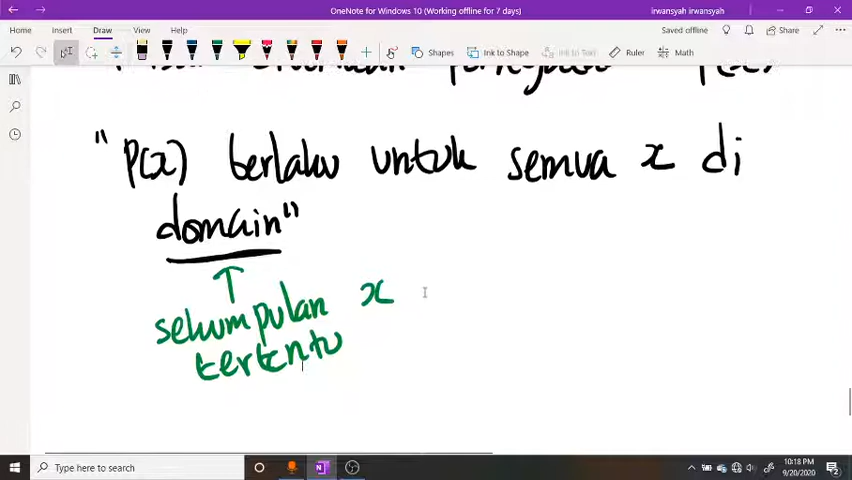 OneNote for Windows 10 (Working offline for 7 days)
irwansyah irwansyah
Home Insert Draw View Help
Saved offline Share
Shapes Ink to Shape Ink to Text Ruler Math
"P(x) berlaku untuk semua x di
domain"
sekumpulan x
tertentu
Type here to search
10:18 PM
9/20/2020